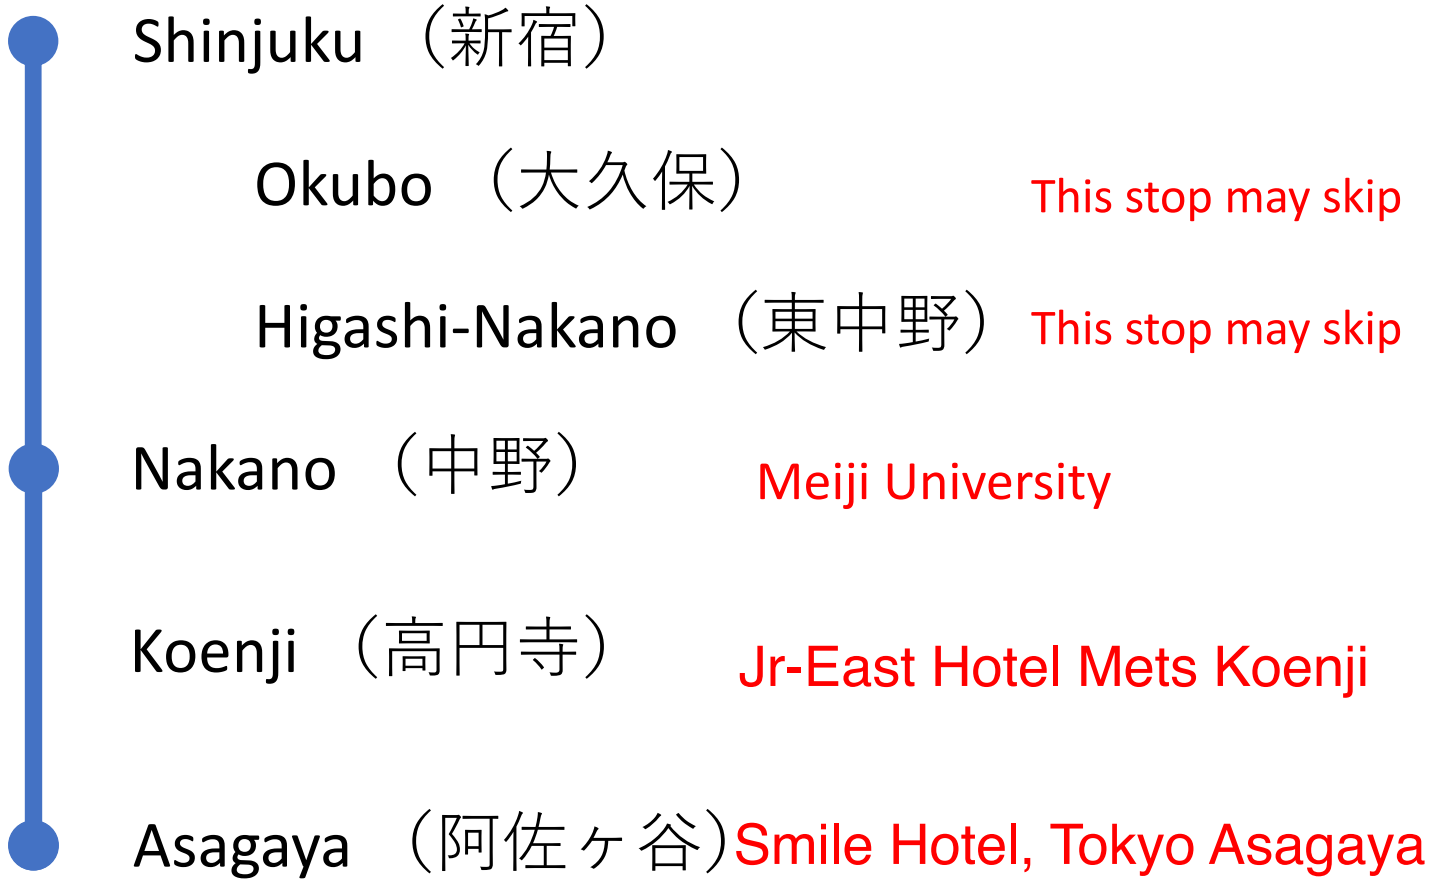 Shinjuku （新宿）
Okubo （大久保） This stop may skip
Higashi-Nakano （東中野） This stop may skip
Nakano （中野） Meiji University
Koenji （高円寺） Jr-East Hotel Mets Koenji
Asagaya （阿佐ヶ谷） Smile Hotel, Tokyo Asagaya